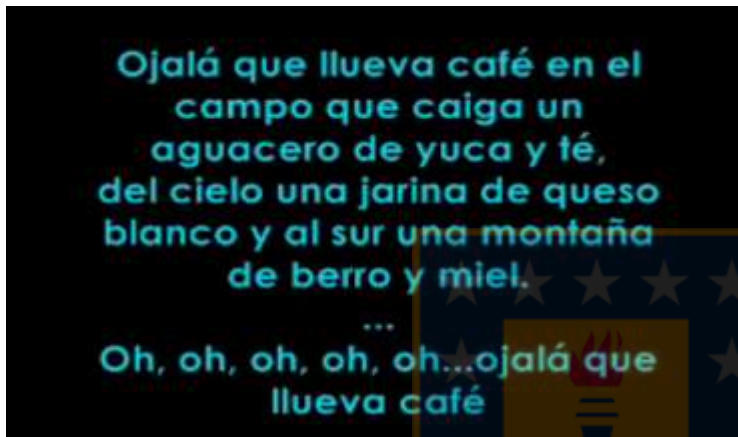 Ojalá que llueva café en el
campo que caiga un
aguacero de yuca y té,
del cielo una jarina de queso
blanco y al sur una montaña
de berro y miel.
...
Oh, oh, oh, oh, oh...ojalá que
llueva café